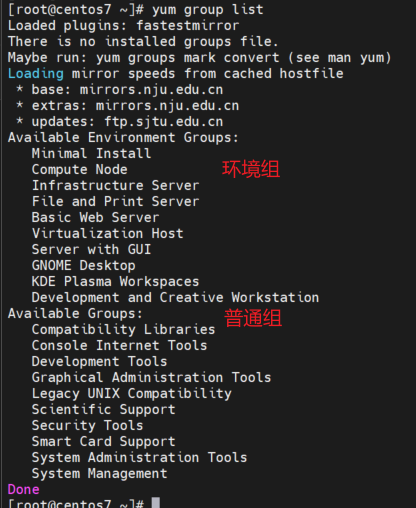 [root@centos7 ~]# yum group list
Loaded plugins: fastestmirror
There is no installed groups file.
Maybe run: yum groups mark convert (see man yum)
Loading mirror speeds from cached hostfile
 * base: mirrors.nju.edu.cn
 * extras: mirrors.nju.edu.cn
 * updates: ftp.sjtu.edu.cn
Available Environment Groups:
   Minimal Install
   Compute Node
环境组
   Infrastructure Server
   File and Print Server
   Basic Web Server
   Virtualization Host
   Server with GUI
   GNOME Desktop
   KDE Plasma Workspaces
   Development and Creative Workstation
Available Groups:
普通组
   Compatibility Libraries
   Console Internet Tools
   Development Tools
   Graphical Administration Tools
   Legacy UNIX Compatibility
   Scientific Support
   Security Tools
   Smart Card Support
   System Administration Tools
   System Management
Done
[root@centos7 ~]#